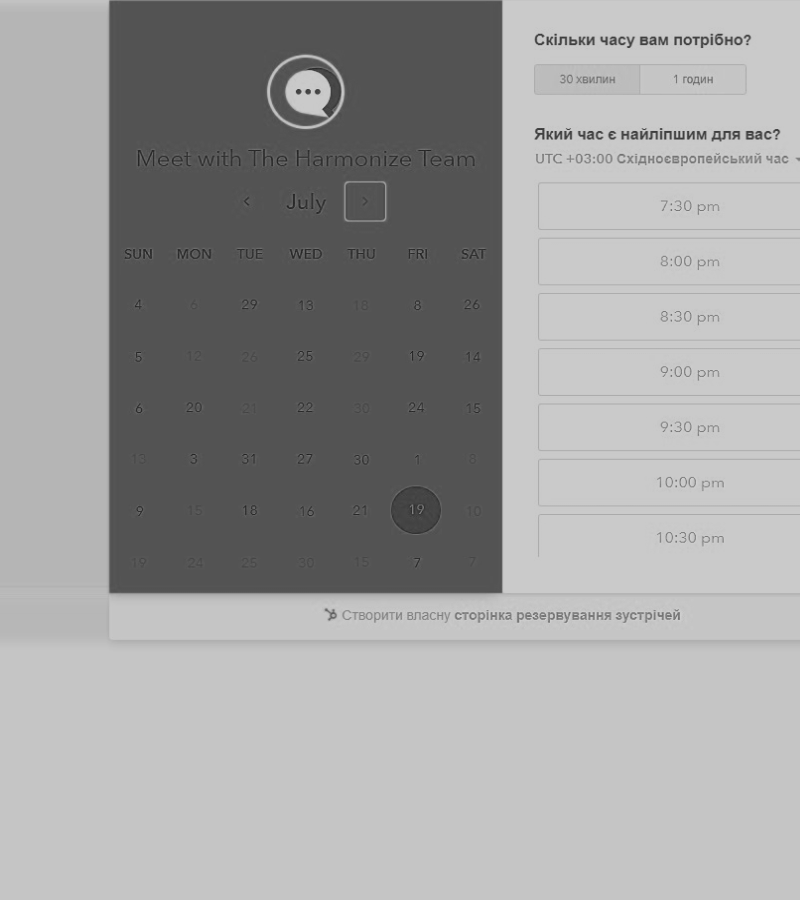 Meet with The Harmonize Team
July
SUN MON TUE WED THU FRI SAT
4 6 29 13 18 8 26
5 12 26 25 29 19 14
6 20 21 22 30 24 15
13 3 31 27 30 1 8
9 15 18 16 21 19 10
19 24 25 30 15 7 7
Скільки часу вам потрібно?
30 хвилин 1 годин
Який час є найліпшим для вас?
UTC +03:00 Східноєвропейський час
7:30 pm
8:00 pm
8:30 pm
9:00 pm
9:30 pm
10:00 pm
10:30 pm
Створити власну сторінка резервування зустрічей